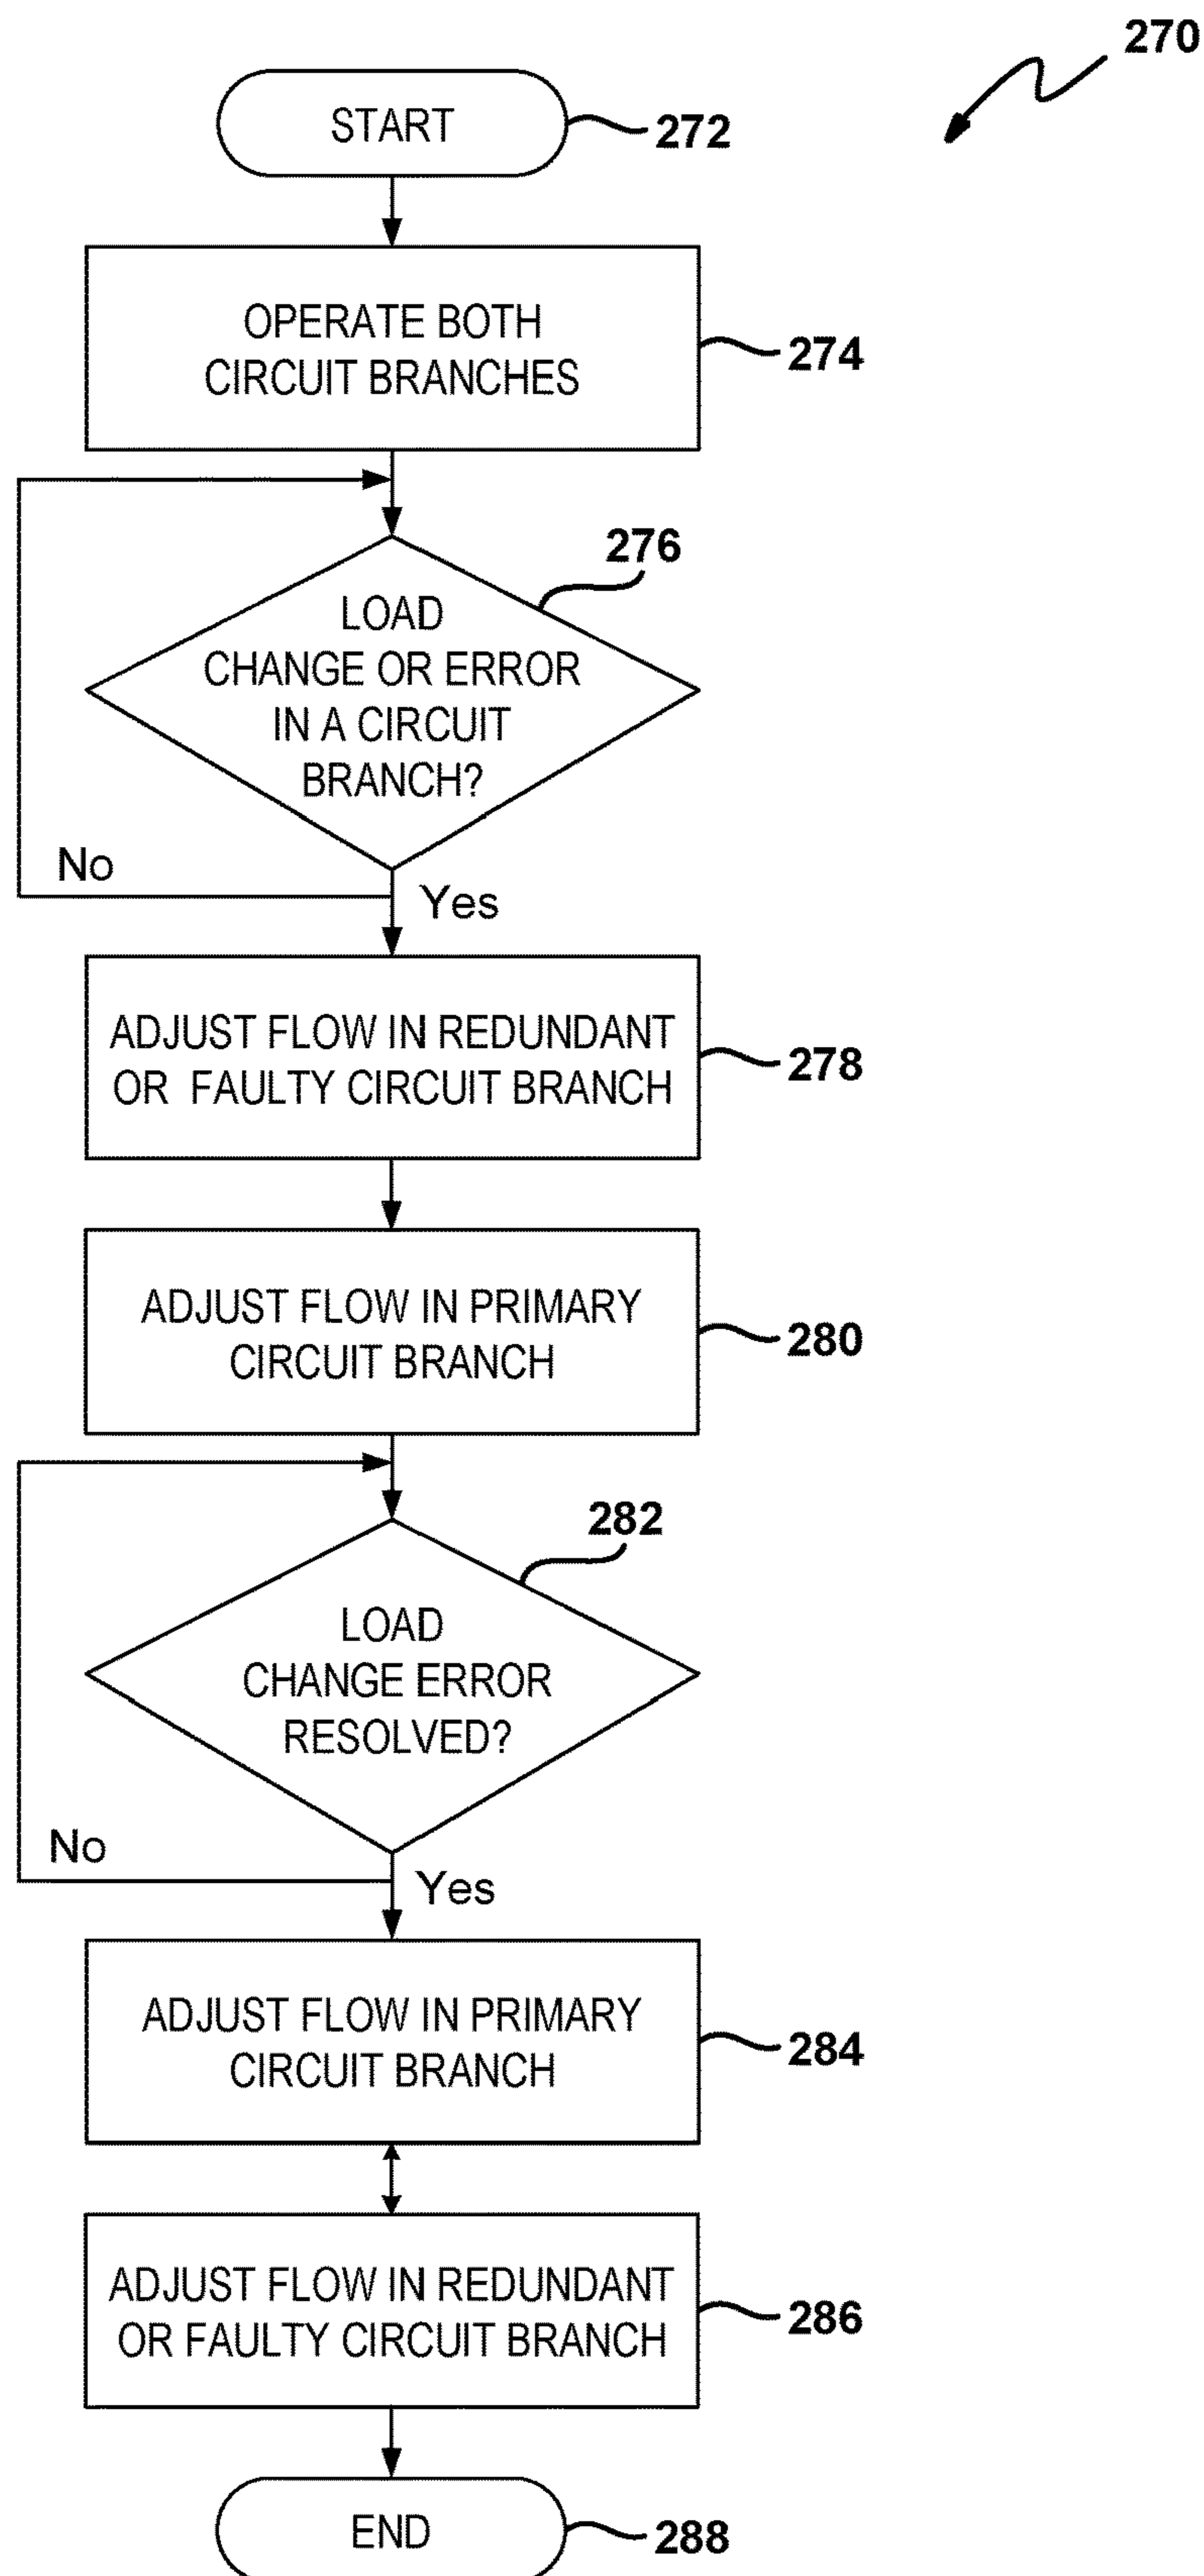 270
START
272
OPERATE BOTH
CIRCUIT BRANCHES
274
276
LOAD
CHANGE OR ERROR
IN A CIRCUIT
BRANCH?
No
Yes
ADJUST FLOW IN REDUNDANT
OR FAULTY CIRCUIT BRANCH
278
ADJUST FLOW IN PRIMARY
CIRCUIT BRANCH
280
282
LOAD
CHANGE ERROR
RESOLVED?
No
Yes
ADJUST FLOW IN PRIMARY
CIRCUIT BRANCH
284
ADJUST FLOW IN REDUNDANT
OR FAULTY CIRCUIT BRANCH
286
END
288